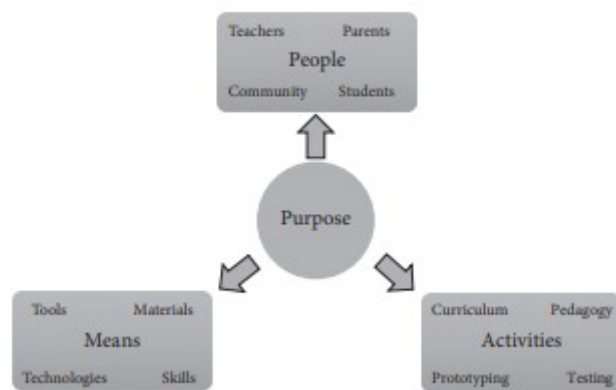 Teachers Parents
People
Community Students
Purpose
Tools Materials
Means
Technologies Skills
Curriculum Pedagogy
Activities
Prototyping Testing